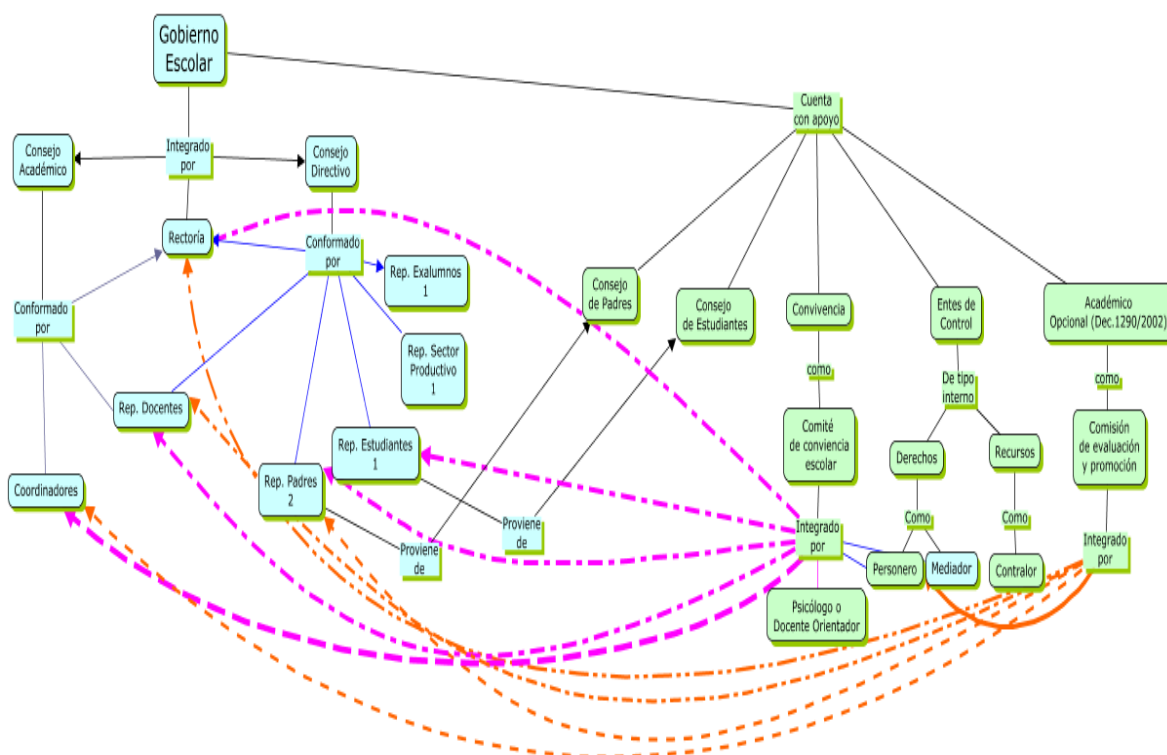 Gobierno
Escolar
Cuenta
con apoyo
Consejo
Académico
Integrado
por
Consejo
Directivo
Rectoría
Conformado
por
Rep. Exalumnos
1
Consejo
de Padres
Consejo
de Estudiantes
Convivencia
Entes de
Control
Académico
Opcional (Dec.1290/2002)
Conformado
por
Rep. Sector
Productivo
1
como
De tipo
interno
como
Rep. Docentes
Rep. Estudiantes
1
Comité
de conviencia
escolar
Derechos
Recursos
Comisión
de evaluación
y promoción
Coordinadores
Rep. Padres
2
Proviene
de
Proviene
de
Integrado
por
Como
Como
Integrado
por
Personero
Mediador
Contralor
Psicólogo o
Docente Orientador